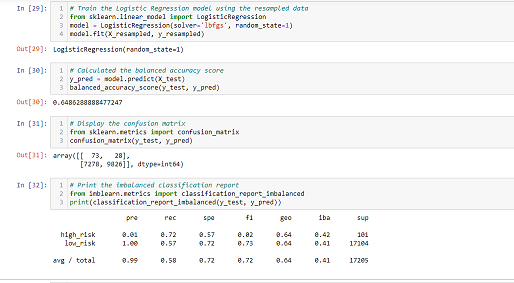 In [29]: 1 # Train the Logistic Regression model using the resampled data
2 from sklearn.linear_model import LogisticRegression
3 model = LogisticRegression(solver='lbfgs', random_state=1)
4 model.fit(X_resampled, y_resampled)
Out[29]: LogisticRegression(random_state=1)
In [30]: 1 # Calculated the balanced accuracy score
2 y_pred = model.predict(X_test)
3 balanced_accuracy_score(y_test, y_pred)
Out[30]: 0.6486288888477247
In [31]: 1 # Display the confusion matrix
2 from sklearn.metrics import confusion_matrix
3 confusion_matrix(y_test, y_pred)
Out[31]: array([[ 73, 28],
[7278, 9826]], dtype=int64)
In [32]: 1 # Print the imbalanced classification report
2 from imblearn.metrics import classification_report_imbalanced
3 print(classification_report_imbalanced(y_test, y_pred))
pre rec spe f1 geo iba sup
high_risk 0.01 0.72 0.57 0.02 0.64 0.42 101
low_risk 1.00 0.57 0.72 0.73 0.64 0.41 17104
avg / total 0.99 0.58 0.72 0.72 0.64 0.41 17205